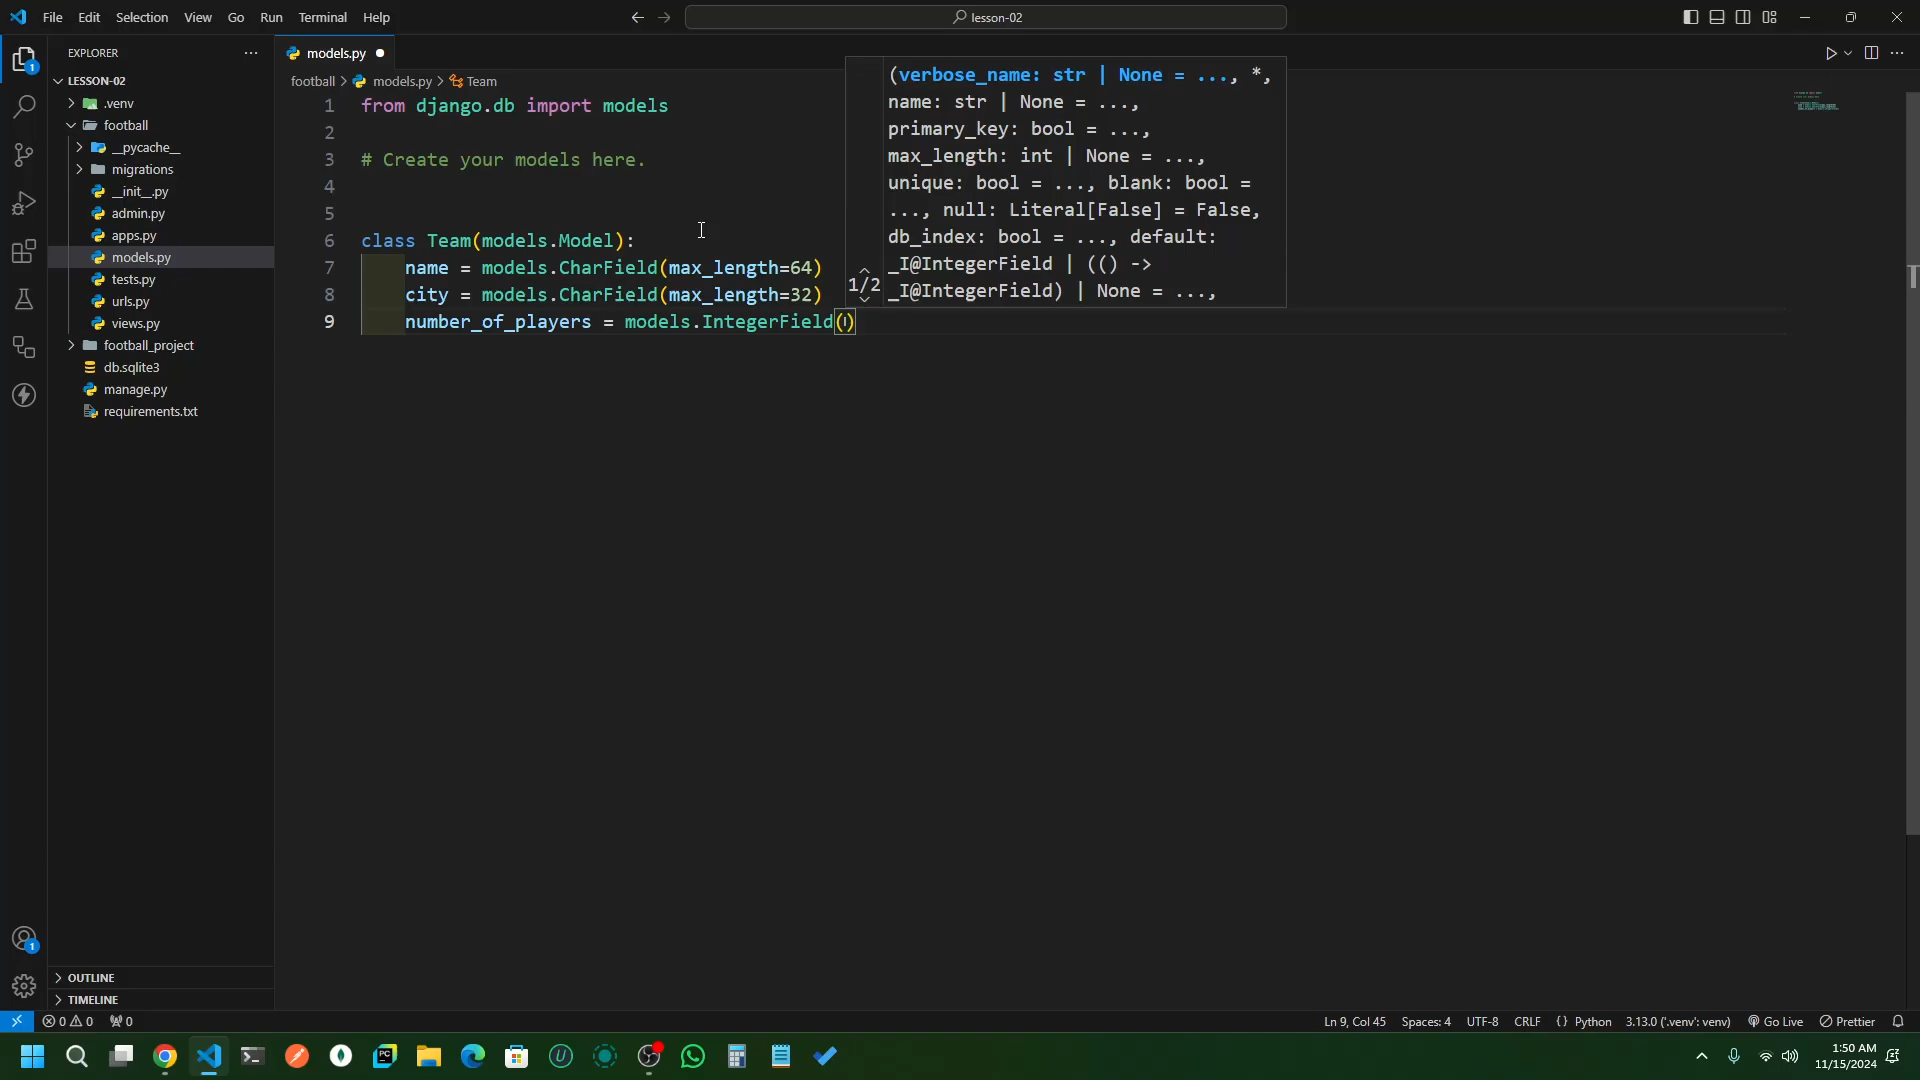 File Edit Selection View Go Run Terminal Help
lesson-02
EXPLORER
LESSON-02
.venv
football
__pycache__
migrations
__init__.py
admin.py
apps.py
models.py
tests.py
urls.py
views.py
football_project
db.sqlite3
manage.py
requirements.txt
OUTLINE
TIMELINE
models.py
football > models.py > Team
1 from django.db import models
2
3 # Create your models here.
4
5
6 class Team(models.Model):
7 name = models.CharField(max_length=64)
8 city = models.CharField(max_length=32)
9 number_of_players = models.IntegerField()
(verbose_name: str | None = ..., *,
name: str | None = ...,
primary_key: bool = ...,
max_length: int | None = ...,
unique: bool = ..., blank: bool =
..., null: Literal[False] = False,
db_index: bool = ..., default:
_I@IntegerField | (() ->
_I@IntegerField) | None = ...,
1/2
0 0 0
Ln 9, Col 45 Spaces: 4 UTF-8 CRLF {} Python 3.13.0 ('.venv': venv) Go Live Prettier
1:50 AM
11/15/2024